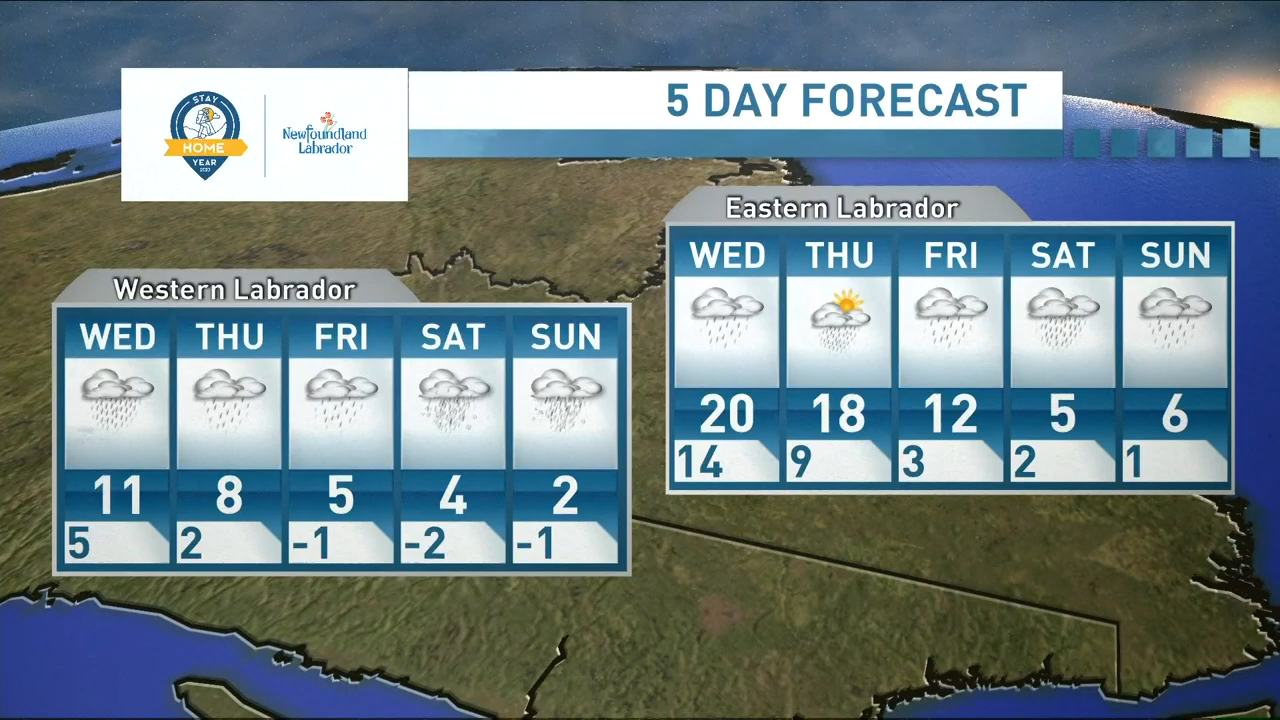 STAY
HOME
YEAR
2020
Newfoundland
Labrador
5 DAY FORECAST
Western Labrador
WED THU FRI SAT SUN
11 8 5 4 2
5 2 -1 -2 -1
Eastern Labrador
WED THU FRI SAT SUN
20 18 12 5 6
14 9 3 2 1